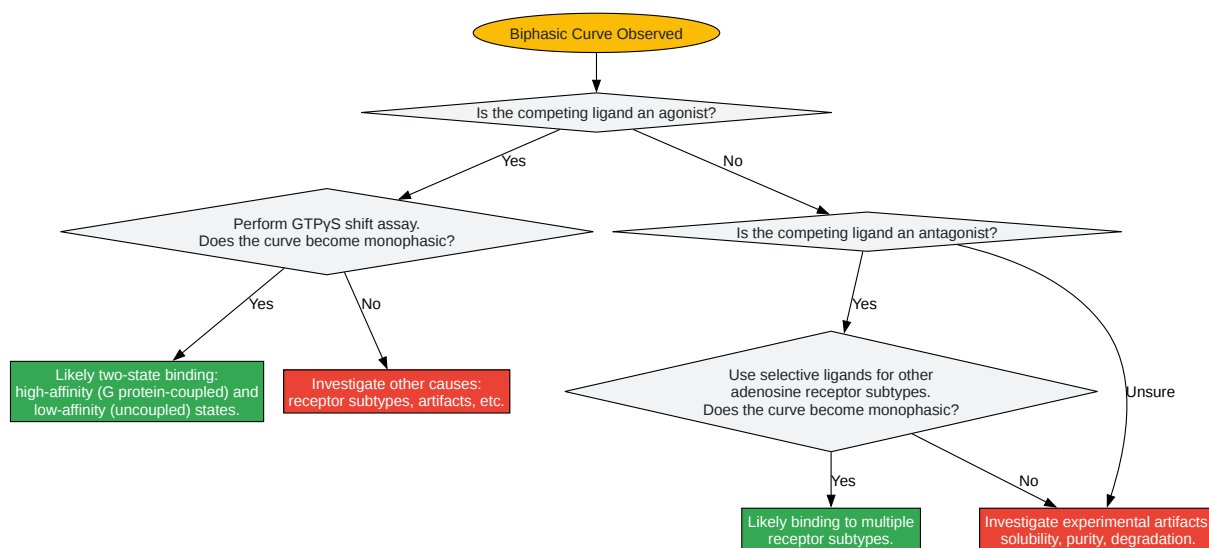 Biphasic Curve Observed
Is the competing ligand an agonist?
Yes
No
Perform GTPγS shift assay.
Does the curve become monophasic?
Is the competing ligand an antagonist?
Yes
No
Yes
Unsure
Likely two-state binding:
high-affinity (G protein-coupled) and
low-affinity (uncoupled) states.
Investigate other causes:
receptor subtypes, artifacts, etc.
Use selective ligands for other
adenosine receptor subtypes.
Does the curve become monophasic?
Yes
No
Likely binding to multiple
receptor subtypes.
Investigate experimental artifacts
solubility, purity, degradation.